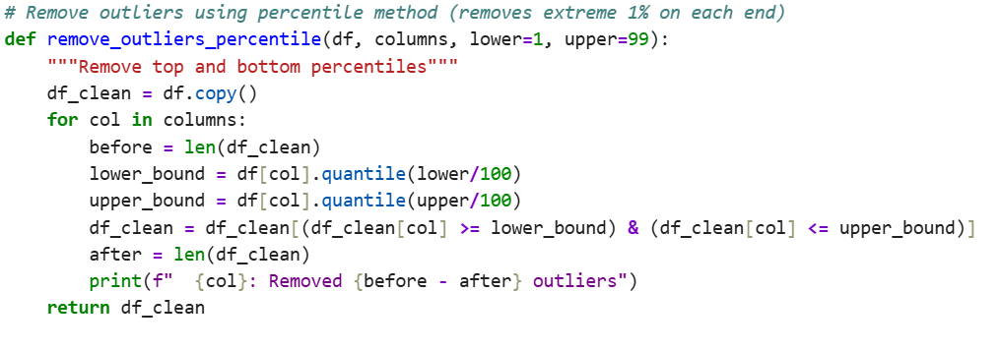 # Remove outliers using percentile method (removes extreme 1% on each end)
def remove_outliers_percentile(df, columns, lower=1, upper=99):
    """Remove top and bottom percentiles"""
    df_clean = df.copy()
    for col in columns:
        before = len(df_clean)
        lower_bound = df[col].quantile(lower/100)
        upper_bound = df[col].quantile(upper/100)
        df_clean = df_clean[(df_clean[col] >= lower_bound) & (df_clean[col] <= upper_bound)]
        after = len(df_clean)
        print(f"  {col}: Removed {before - after} outliers")
    return df_clean